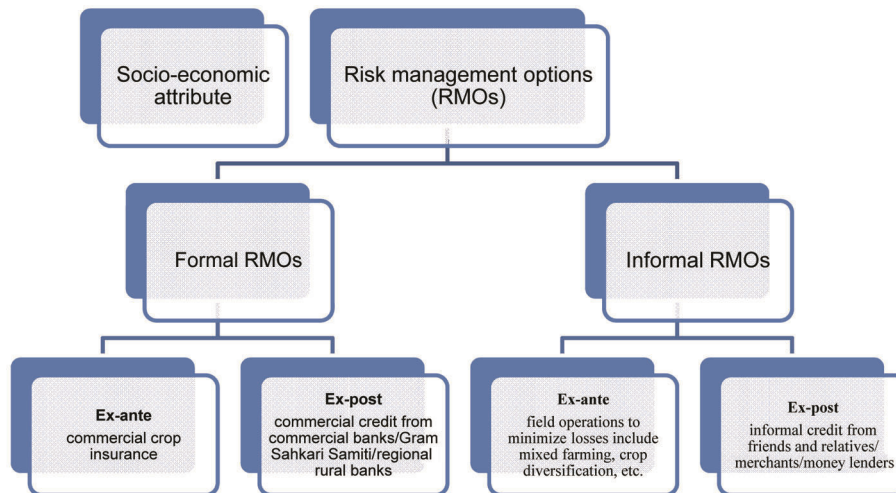 Socio-economic
attribute
Risk management options
(RMOs)
Formal RMOs
Informal RMOs
Ex-ante
commercial crop
insurance
Ex-post
commercial credit from
commercial banks/Gram
Sahkari Samiti/regional
rural banks
Ex-ante
field operations to
minimize losses include
mixed farming, crop
diversification, etc.
Ex-post
informal credit from
friends and relatives/
merchants/money lenders